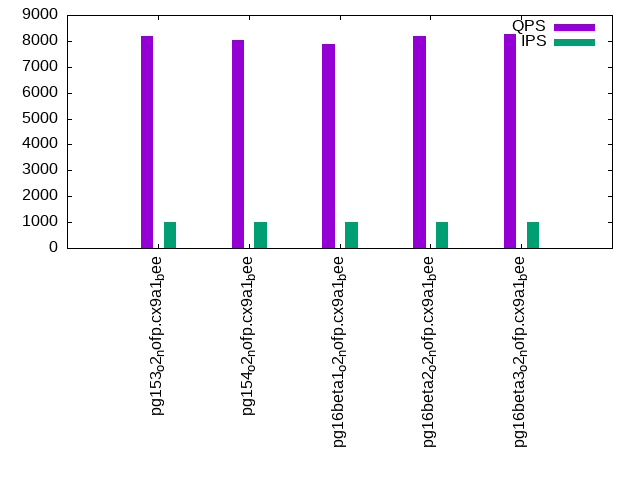 9000
8000
7000
6000
5000
4000
3000
2000
1000
0
QPS
IPS
pg153o2nofp.cx9a1bee
pg154o2nofp.cx9a1bee
pg16beta1o2nofp.cx9a1bee
pg16beta2o2nofp.cx9a1bee
pg16beta3o2nofp.cx9a1bee